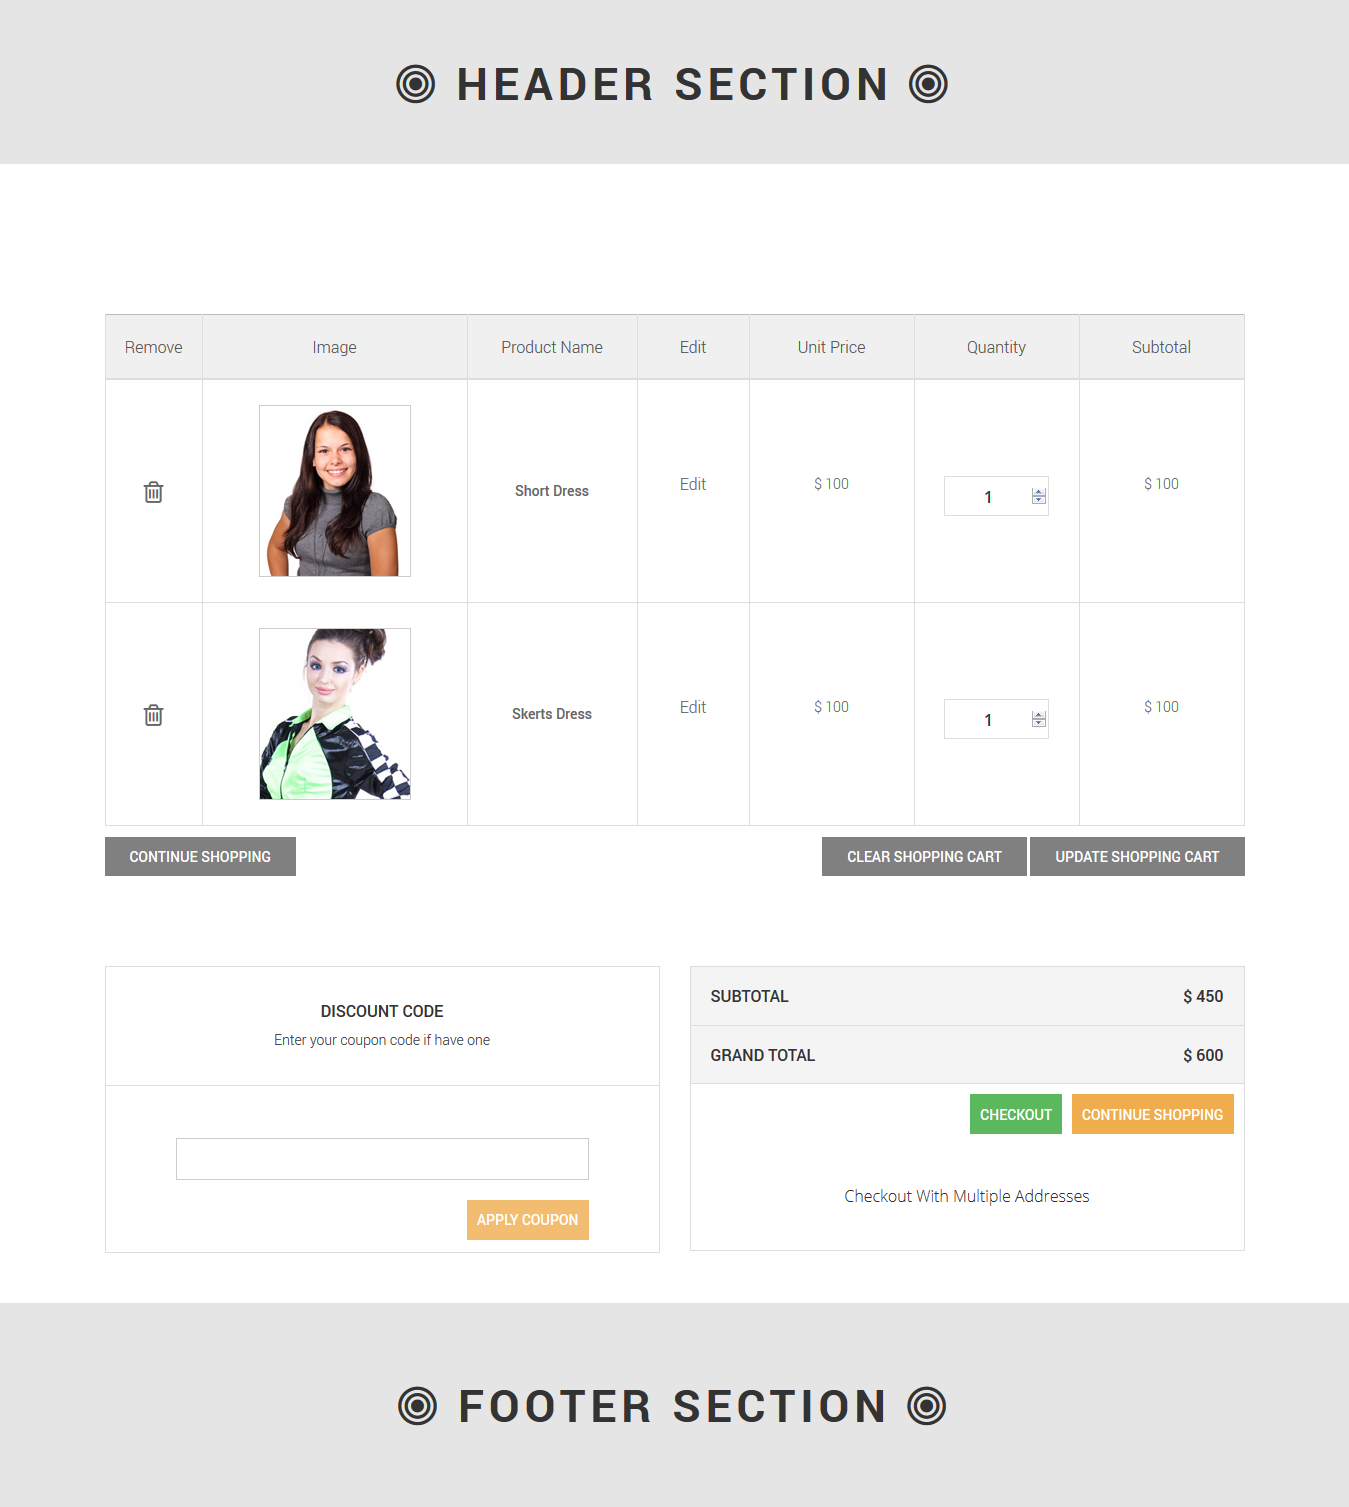 HEADER SECTION
Remove Image Product Name Edit Unit Price Quantity Subtotal
Short Dress Edit $ 100 1 $ 100
Skerts Dress Edit $ 100 1 $ 100
CONTINUE SHOPPING CLEAR SHOPPING CART UPDATE SHOPPING CART
DISCOUNT CODE
Enter your coupon code if have one
APPLY COUPON
SUBTOTAL $ 450
GRAND TOTAL $ 600
CHECKOUT CONTINUE SHOPPING
Checkout With Multiple Addresses
FOOTER SECTION